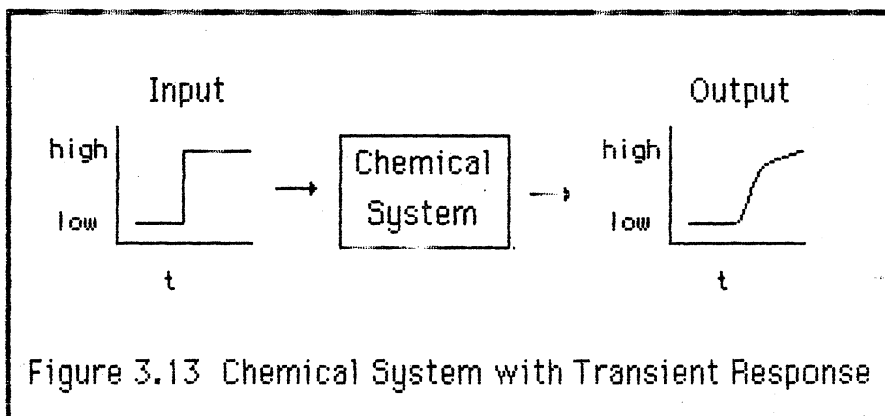 Input
Output
high
low
t
Chemical
System
high
low
t
Figure 3.13 Chemical System with Transient Response